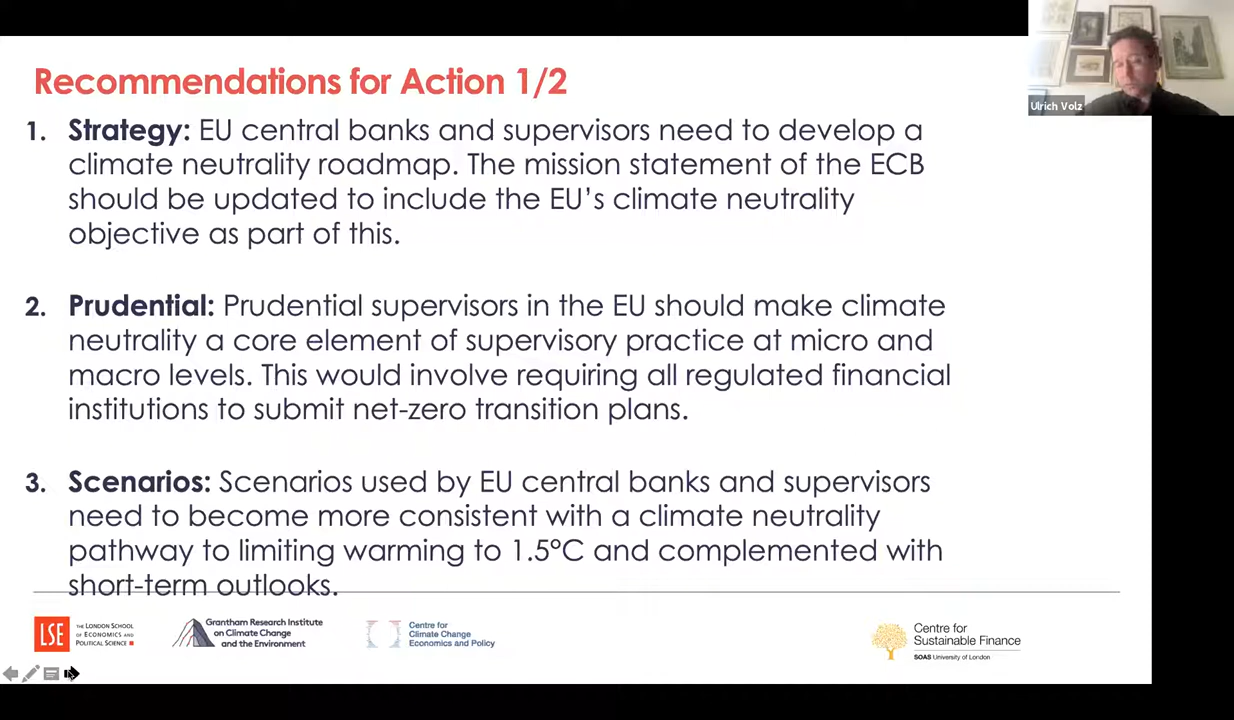 Recommendations for Action 1/2
Ulrich Volz
1. Strategy: EU central banks and supervisors need to develop a
climate neutrality roadmap. The mission statement of the ECB
should be updated to include the EU’s climate neutrality
objective as part of this.
2. Prudential: Prudential supervisors in the EU should make climate
neutrality a core element of supervisory practice at micro and
macro levels. This would involve requiring all regulated financial
institutions to submit net-zero transition plans.
3. Scenarios: Scenarios used by EU central banks and supervisors
need to become more consistent with a climate neutrality
pathway to limiting warming to 1.5°C and complemented with
short-term outlooks.
LSE
THE LONDON SCHOOL
OF ECONOMICS AND
POLITICAL SCIENCE
Grantham Research Institute
on Climate Change
and the Environment
Centre for
Climate Change
Economics and Policy
Centre for
Sustainable Finance
SOAS University of London